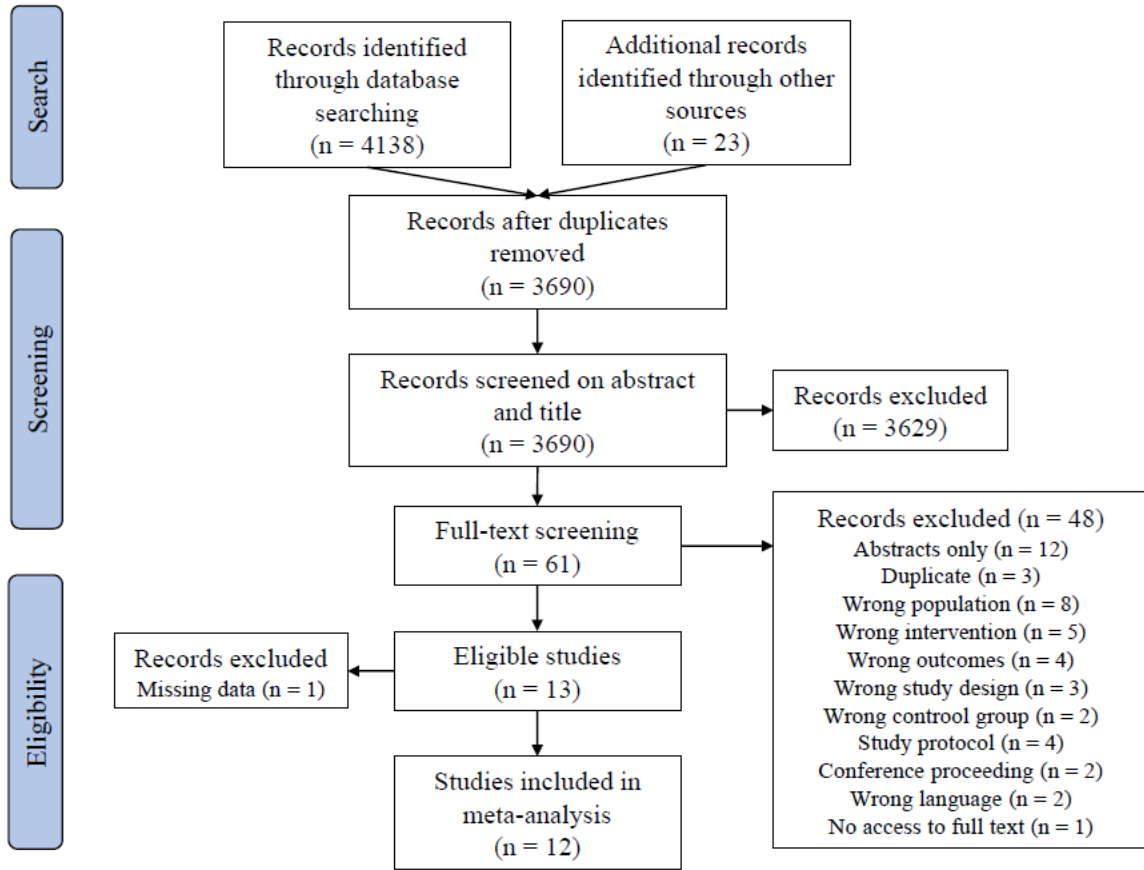 Search
Records identified
through database
searching
(n = 4138)
Additional records
identified through other
sources
(n = 23)
Screening
Records after duplicates
removed
(n = 3690)
Records screened on abstract
and title
(n = 3690)
Records excluded
(n = 3629)
Full-text screening
(n = 61)
Records excluded (n = 48)
Abstracts only (n = 12)
Duplicate (n = 3)
Wrong population (n = 8)
Wrong intervention (n = 5)
Wrong outcomes (n = 4)
Wrong study design (n = 3)
Wrong controol group (n = 2)
Study protocol (n = 4)
Conference proceeding (n = 2)
Wrong language (n = 2)
No access to full text (n = 1)
Eligibility
Eligible studies
(n = 13)
Records excluded
Missing data (n = 1)
Studies included in
meta-analysis
(n = 12)